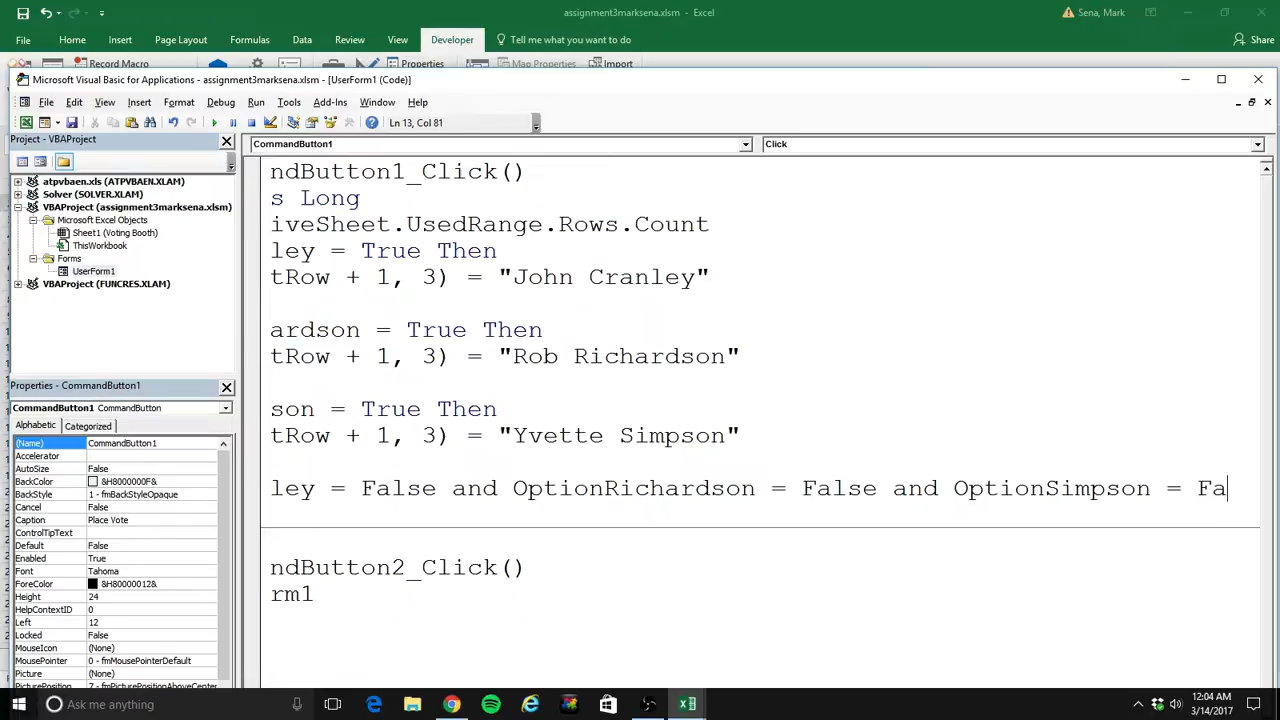 assignment3marksena.xlsm - Excel
Sena, Mark
File Home Insert Page Layout Formulas Data Review View Developer Tell me what you want to do Share
Record Macro Properties Map Properties Import
Microsoft Visual Basic for Applications - assignment3marksena.xlsm - [UserForm1 (Code)]
File Edit View Insert Format Debug Run Tools Add-Ins Window Help
Ln 13, Col 81
Project - VBAProject
CommandButton1 Click
atpvbaen.xls (ATPVBAEN.XLAM)
Solver (SOLVER.XLAM)
VBAProject (assignment3marksena.xlsm)
Microsoft Excel Objects
Sheet1 (Voting Booth)
ThisWorkbook
Forms
UserForm1
VBAProject (FUNCRES.XLAM)
Properties - CommandButton1
CommandButton1 CommandButton
Alphabetic Categorized
(Name) CommandButton1
Accelerator
AutoSize False
BackColor &H8000000F&
BackStyle 1 - fmBackStyleOpaque
Cancel False
Caption Place Vote
ControlTipText
Default False
Enabled True
Font Tahoma
ForeColor &H80000012&
Height 24
HelpContextID 0
Left 12
Locked False
MouseIcon (None)
MousePointer 0 - fmMousePointerDefault
Picture (None)
PicturePosition 7 - fmPicturePositionAboveCenter
ndButton1_Click()
s Long
iveSheet.UsedRange.Rows.Count
ley = True Then
tRow + 1, 3) = "John Cranley"
ardson = True Then
tRow + 1, 3) = "Rob Richardson"
son = True Then
tRow + 1, 3) = "Yvette Simpson"
ley = False and OptionRichardson = False and OptionSimpson = Fa
ndButton2_Click()
rm1
Ask me anything
12:04 AM
3/14/2017